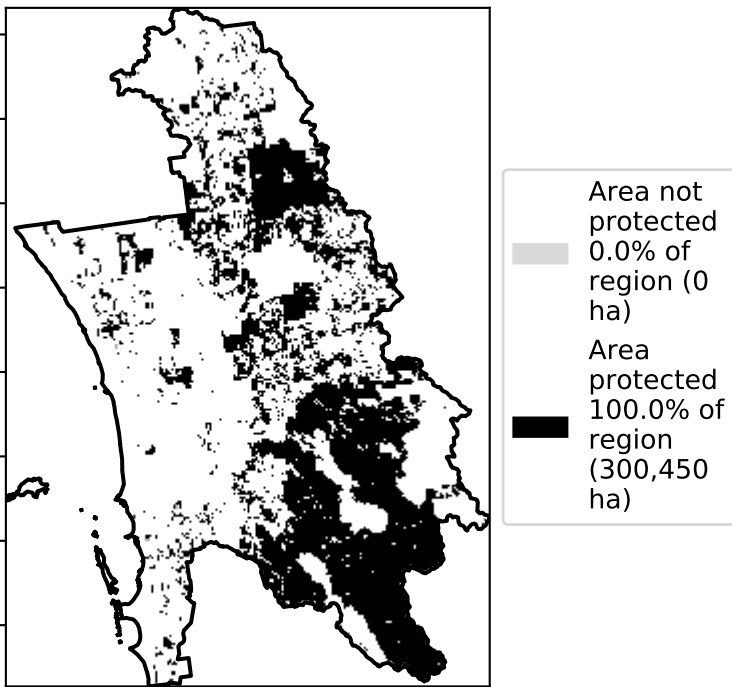 Area not
protected
0.0% of
region (0
ha)
Area
protected
100.0% of
region
(300,450
ha)